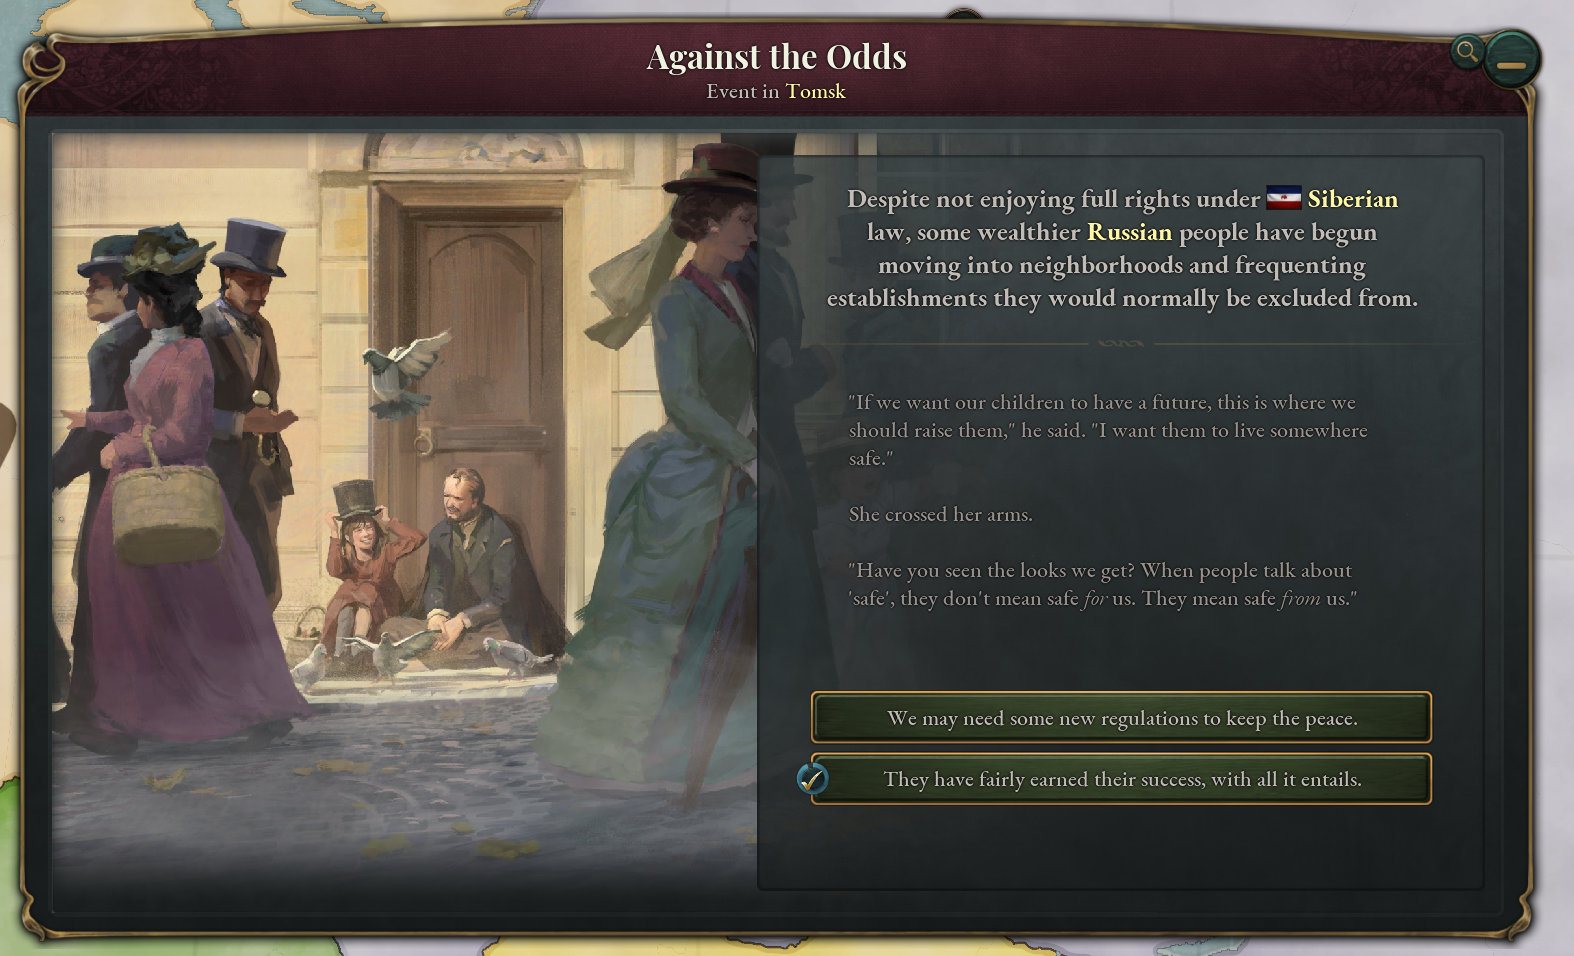 Against the Odds
Event in Tomsk
Despite not enjoying full rights under Siberian
law, some wealthier Russian people have begun
moving into neighborhoods and frequenting
establishments they would normally be excluded from.
"If we want our children to have a future, this is where we
should raise them," he said. "I want them to live somewhere
safe."
She crossed her arms.
"Have you seen the looks we get? When people talk about
'safe', they don't mean safe for us. They mean safe from us."
We may need some new regulations to keep the peace.
They have fairly earned their success, with all it entails.